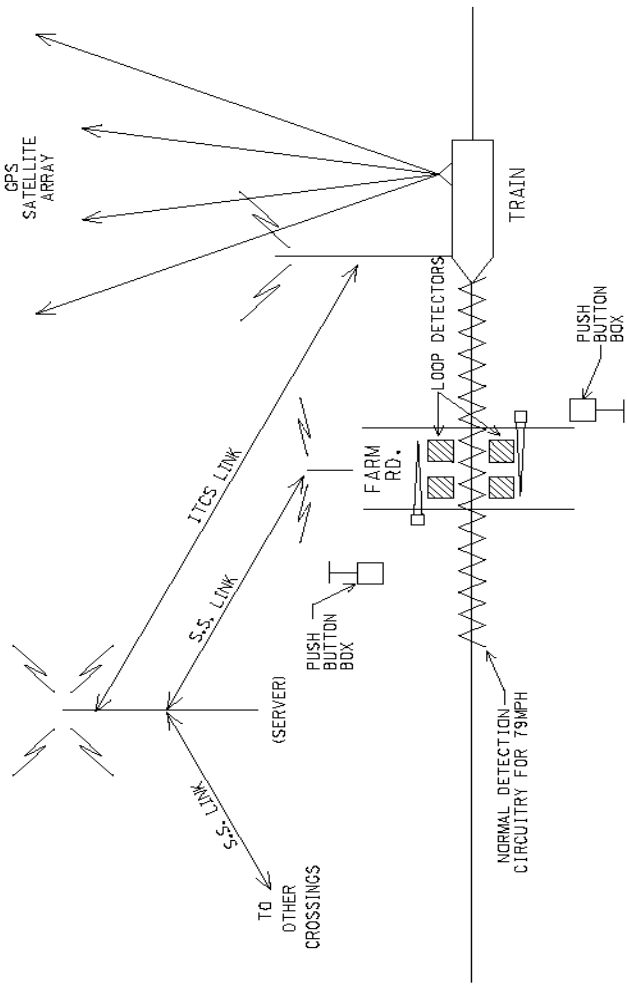 GPS
SATELLITE
ARRAY
TRAIN
LOOP DETECTORS
PUSH
BUTTON
BOX
FARM
RD.
ITCS LINK
S.S. LINK
PUSH
BUTTON
BOX
(SERVER)
NORMAL DETECTION
CIRCUITRY FOR 79MPH
S.S. LINK
TO
OTHER
CROSSINGS